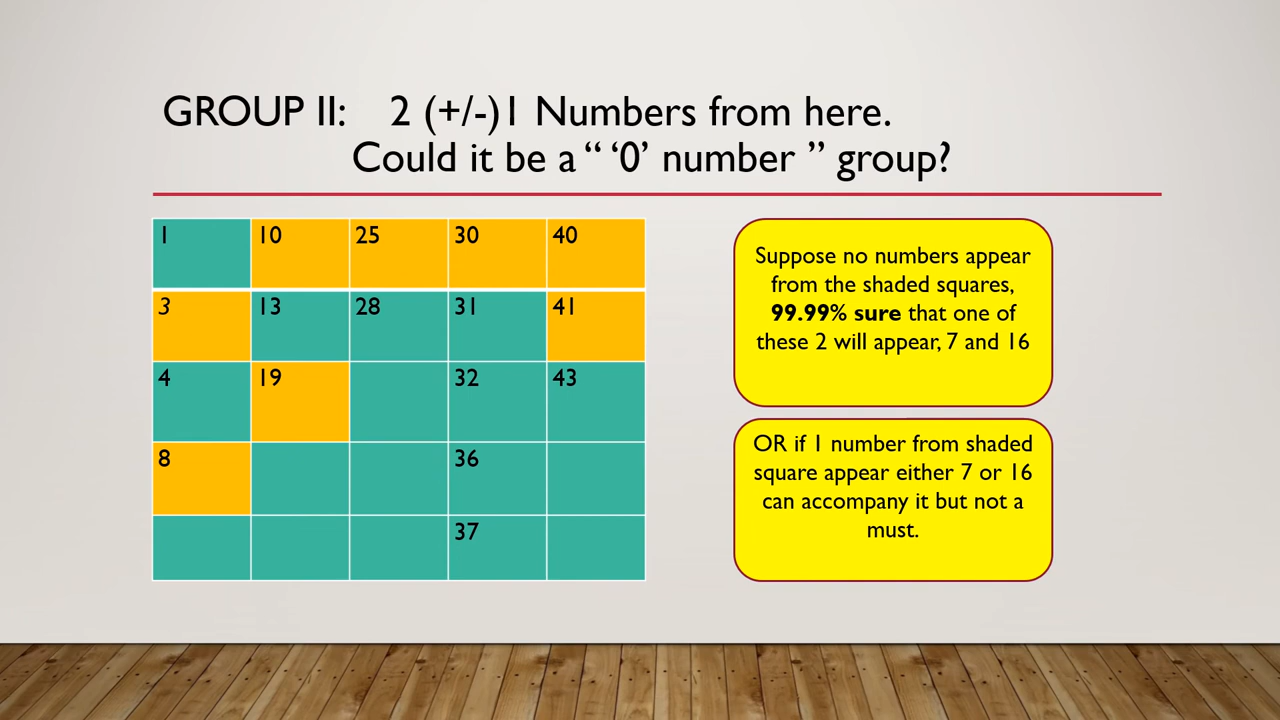 GROUP II: 2 (+/-)1 Numbers from here.
Could it be a “ ‘0’ number ” group?
1 10 25 30 40
3 13 28 31 41
4 19 32 43
8 36
37
Suppose no numbers appear
from the shaded squares,
99.99% sure that one of
these 2 will appear, 7 and 16
OR if 1 number from shaded
square appear either 7 or 16
can accompany it but not a
must.